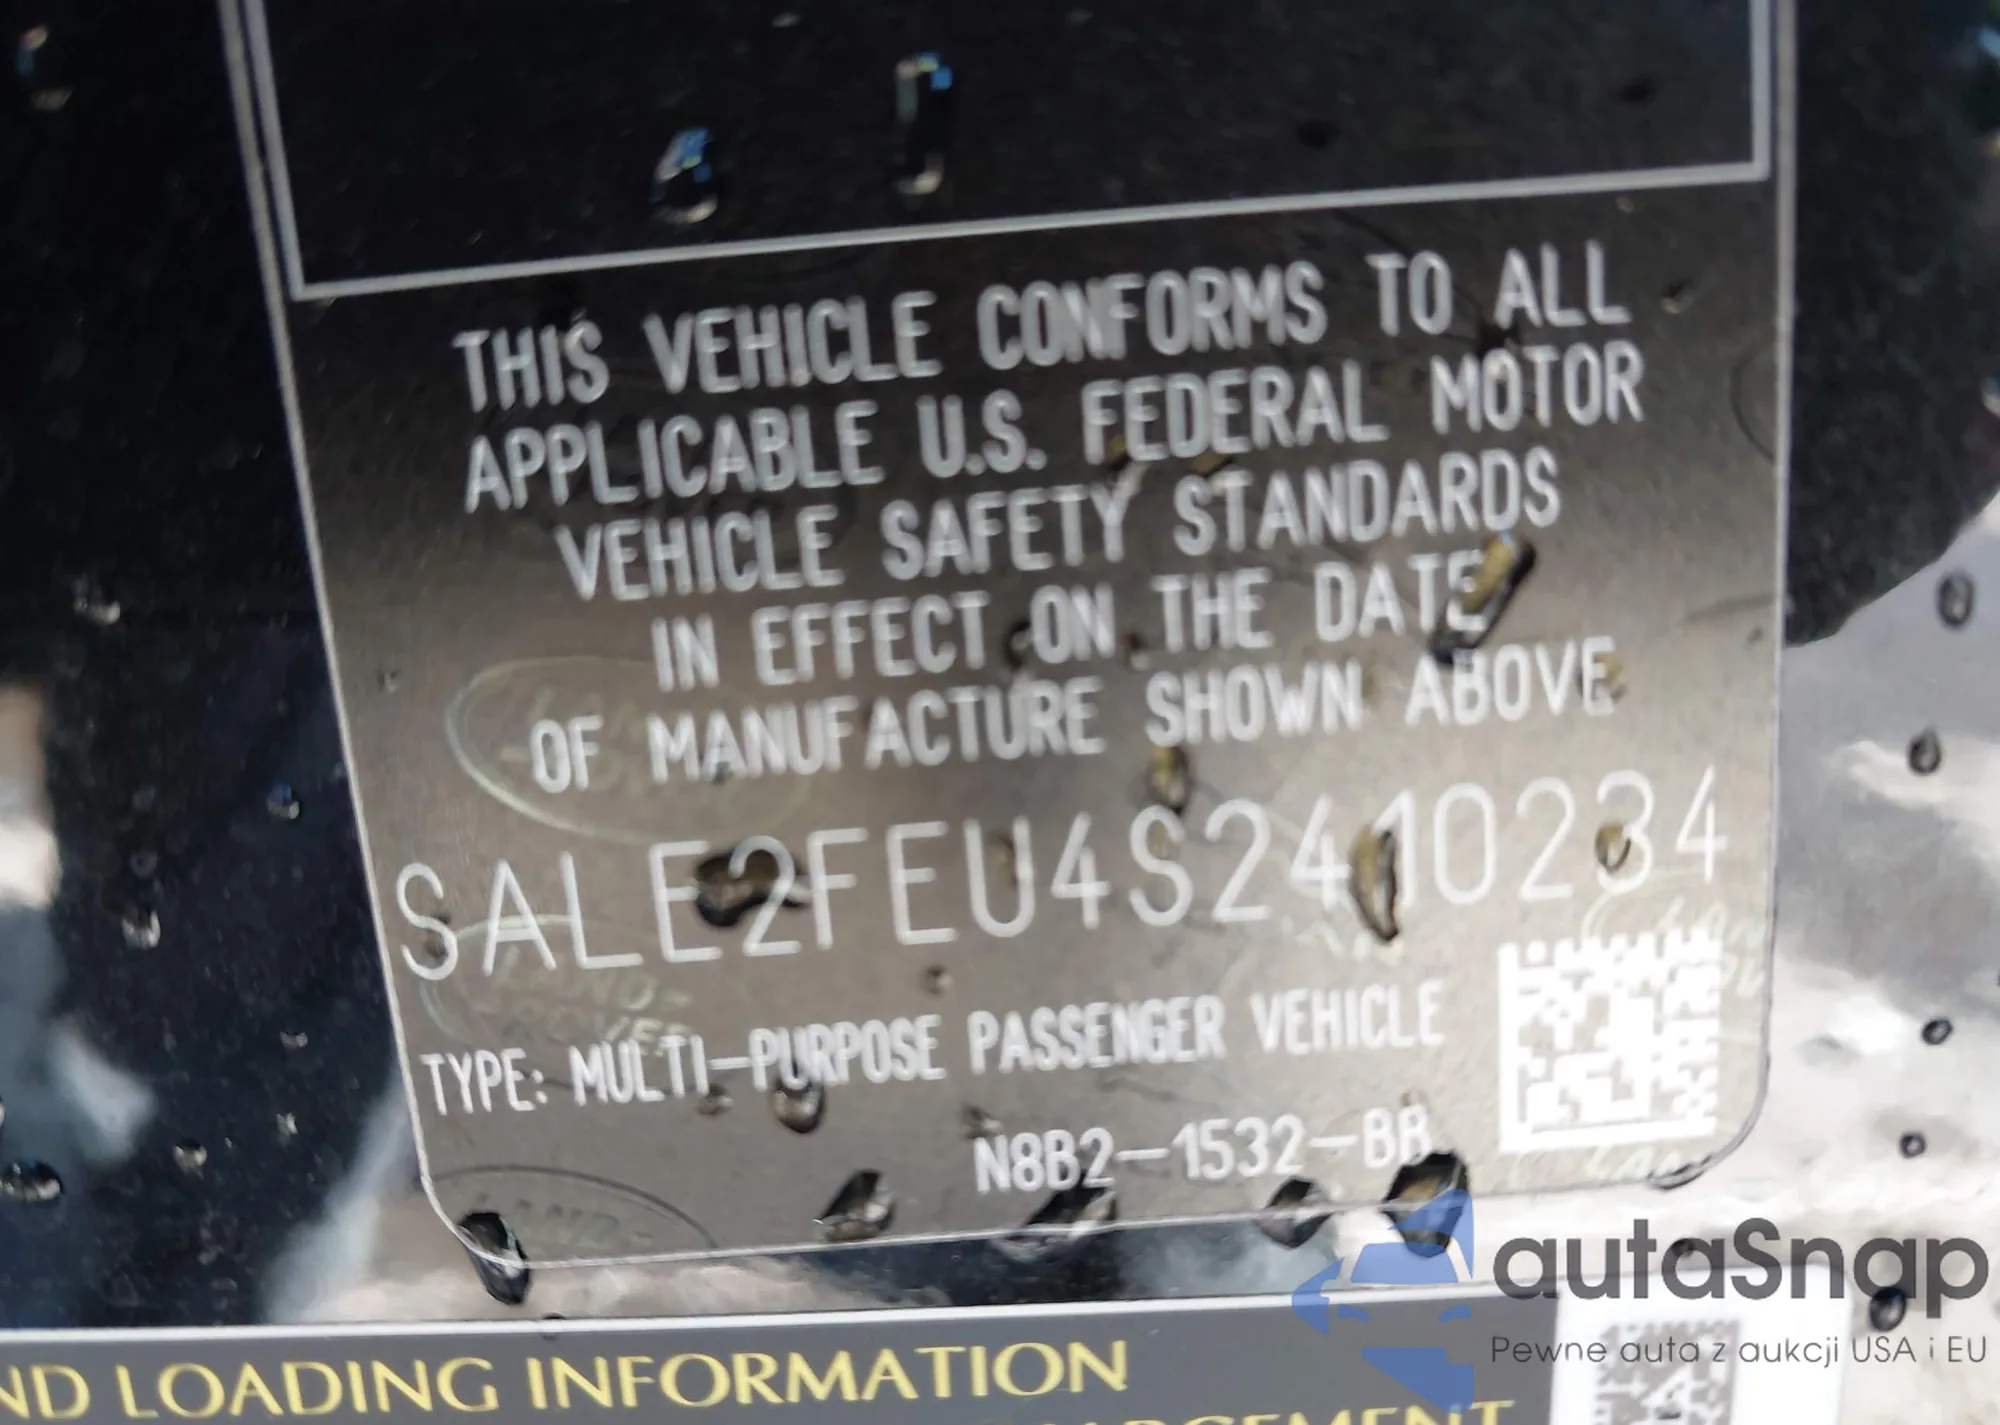 THIS VEHICLE CONFORMS TO ALL
APPLICABLE U.S. FEDERAL MOTOR
VEHICLE SAFETY STANDARDS
IN EFFECT ON THE DATE
OF MANUFACTURE SHOWN ABOVE
SALE2FEU4S2410234
TYPE: MULTI-PURPOSE PASSENGER VEHICLE
N8B2-1532-BB
autaSnap
Pewne auta z aukcji USA i EU
ND LOADING INFORMATION